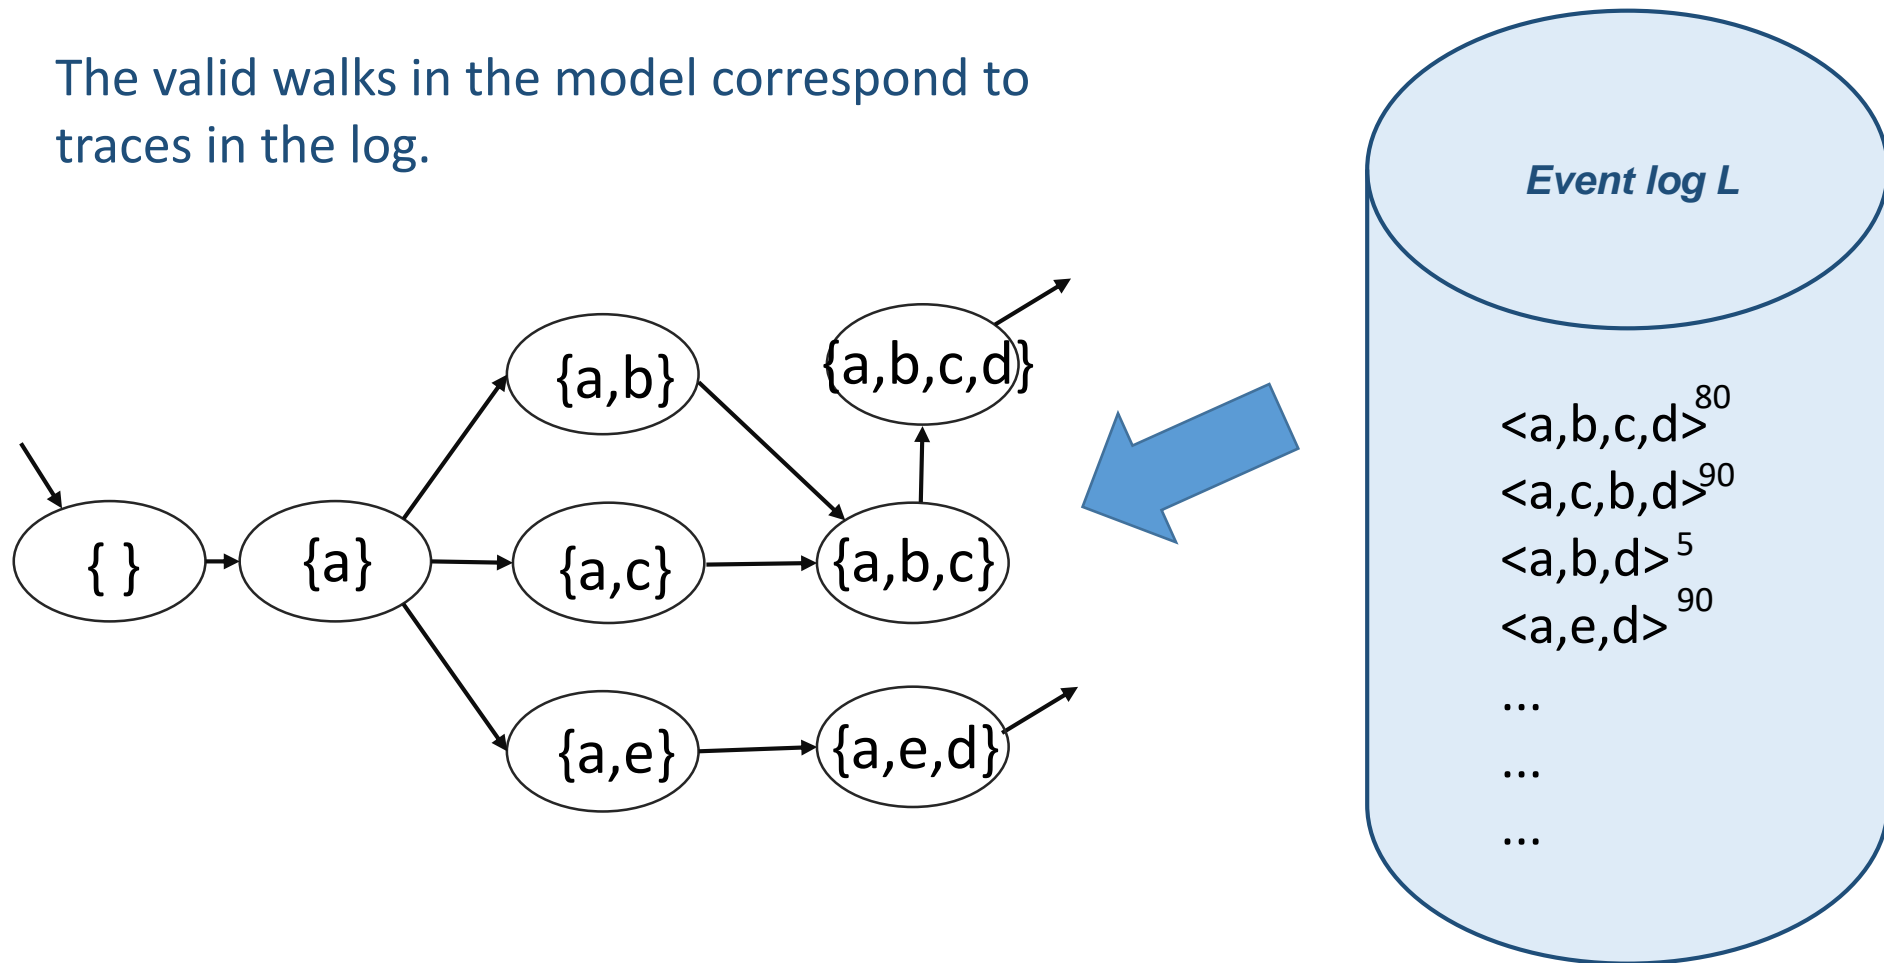 The valid walks in the model correspond to
traces in the log.
Event log L
{a,b}
{a,b,c,d}
{ }
{a}
{a,c}
{a,b,c}
{a,e}
{a,e,d}
<a,b,c,d>80
<a,c,b,d>90
<a,b,d> 5
<a,e,d> 90
...
...
...